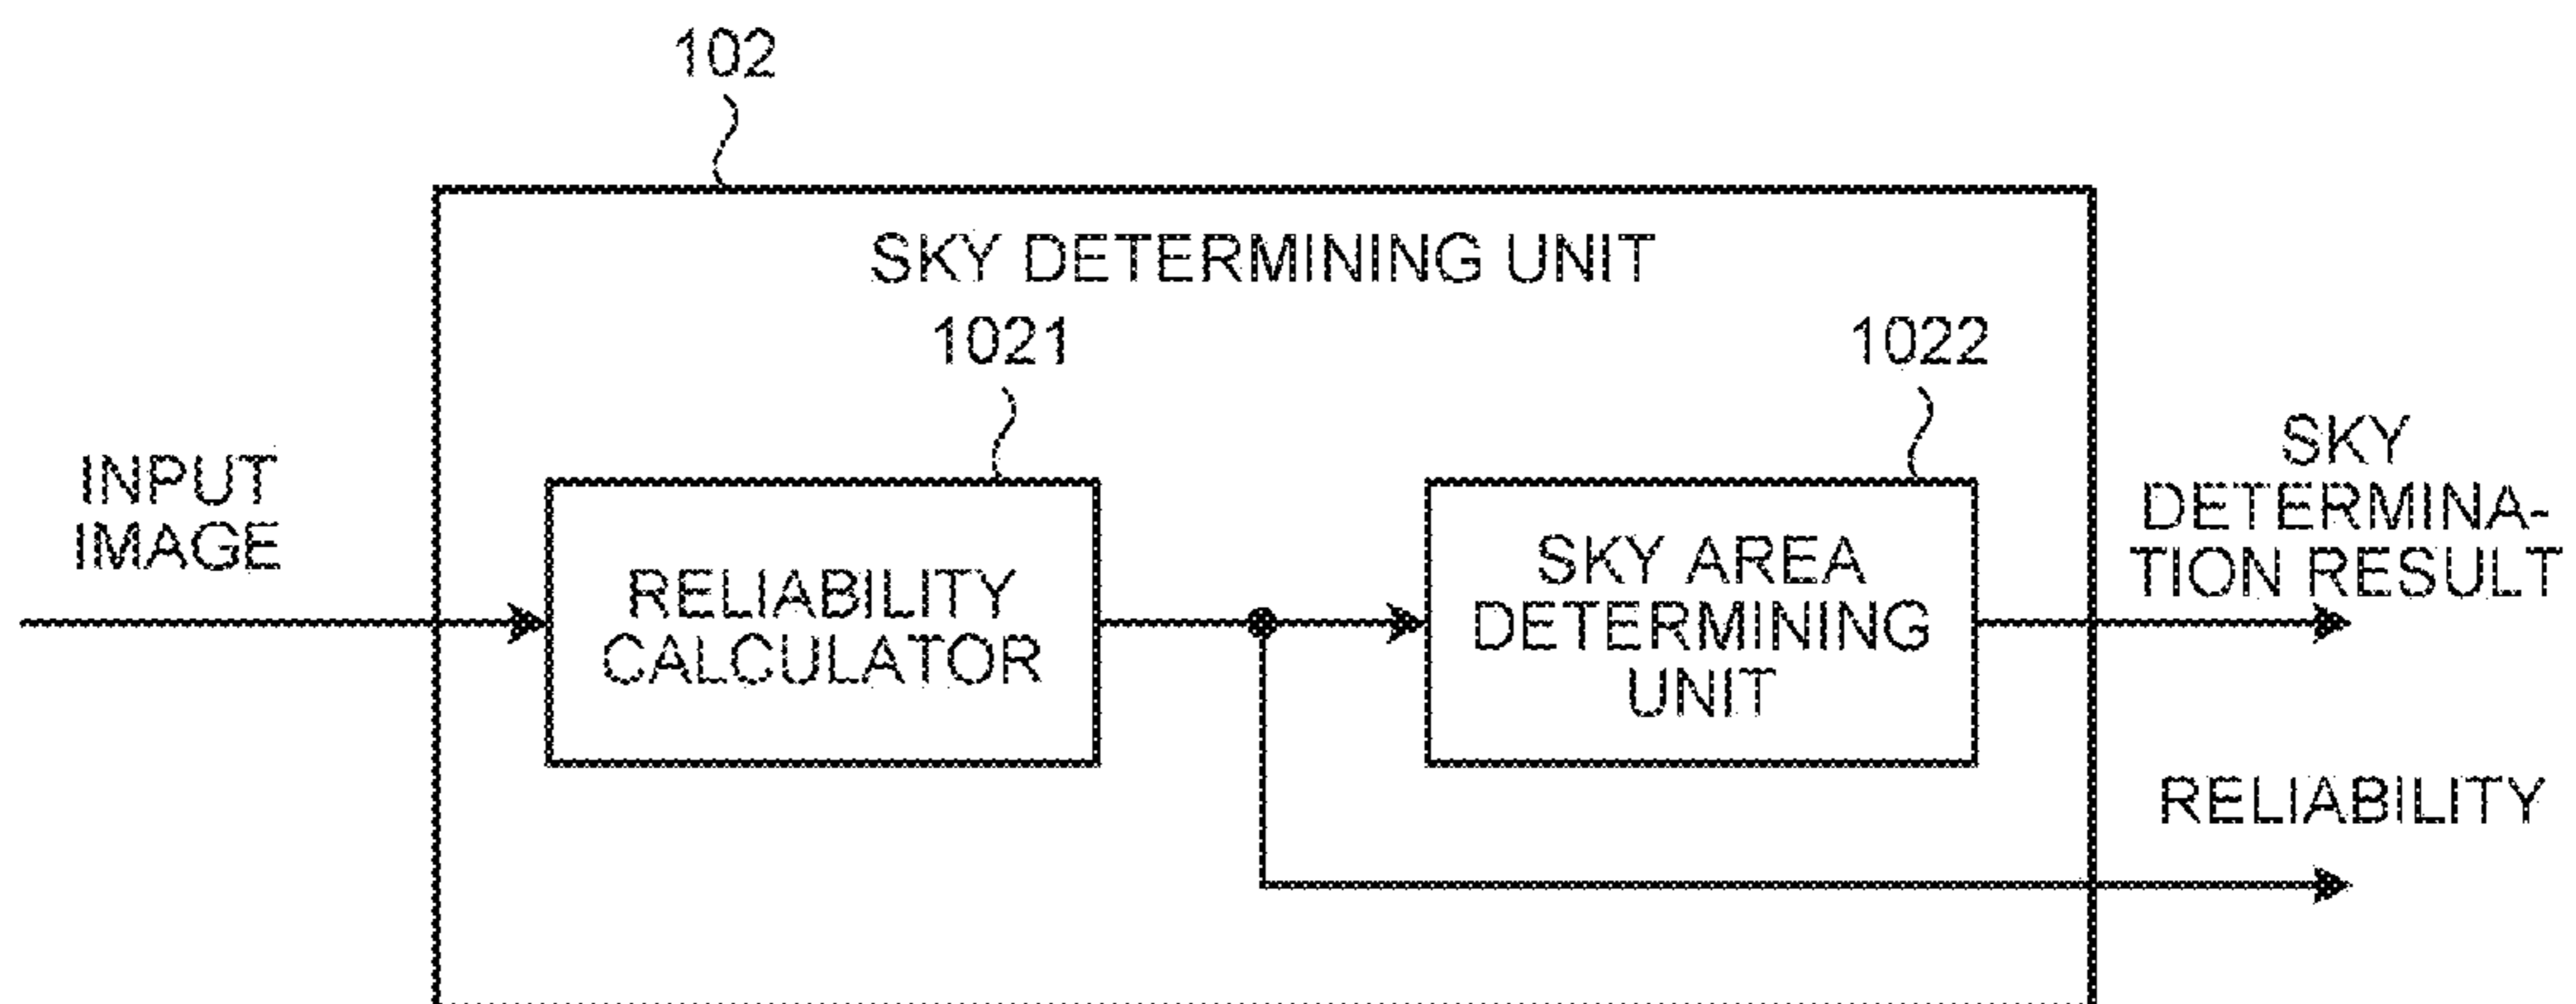 102
SKY DETERMINING UNIT
1021
1022
INPUT
IMAGE
RELIABILITY
CALCULATOR
SKY AREA
DETERMINING
UNIT
SKY
DETERMINA-
TION RESULT
RELIABILITY